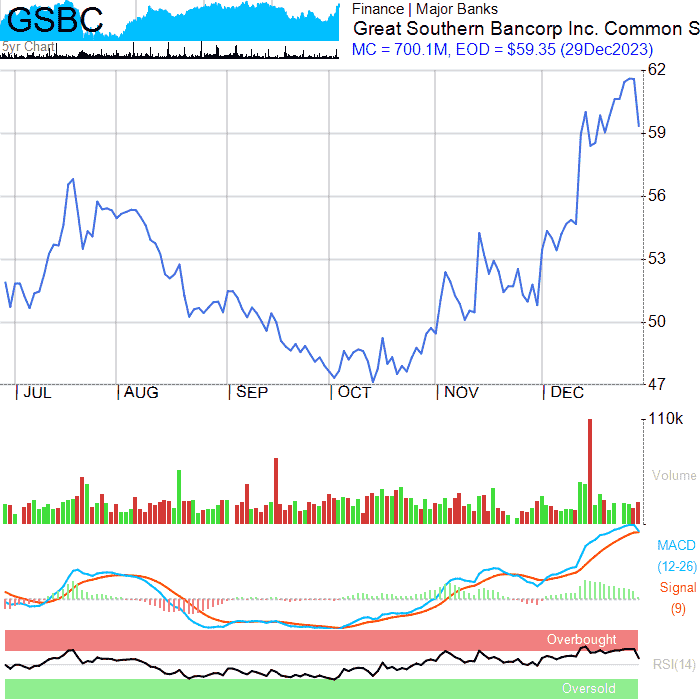 GSBC
5yr Chart
Finance | Major Banks
Great Southern Bancorp Inc. Common S
MC = 700.1M, EOD = $59.35 (29Dec2023)
62
59
56
53
50
47
JUL
AUG
SEP
OCT
NOV
DEC
110k
Volume
MACD
(12-26)
Signal
(9)
Overbought
RSI(14)
Oversold